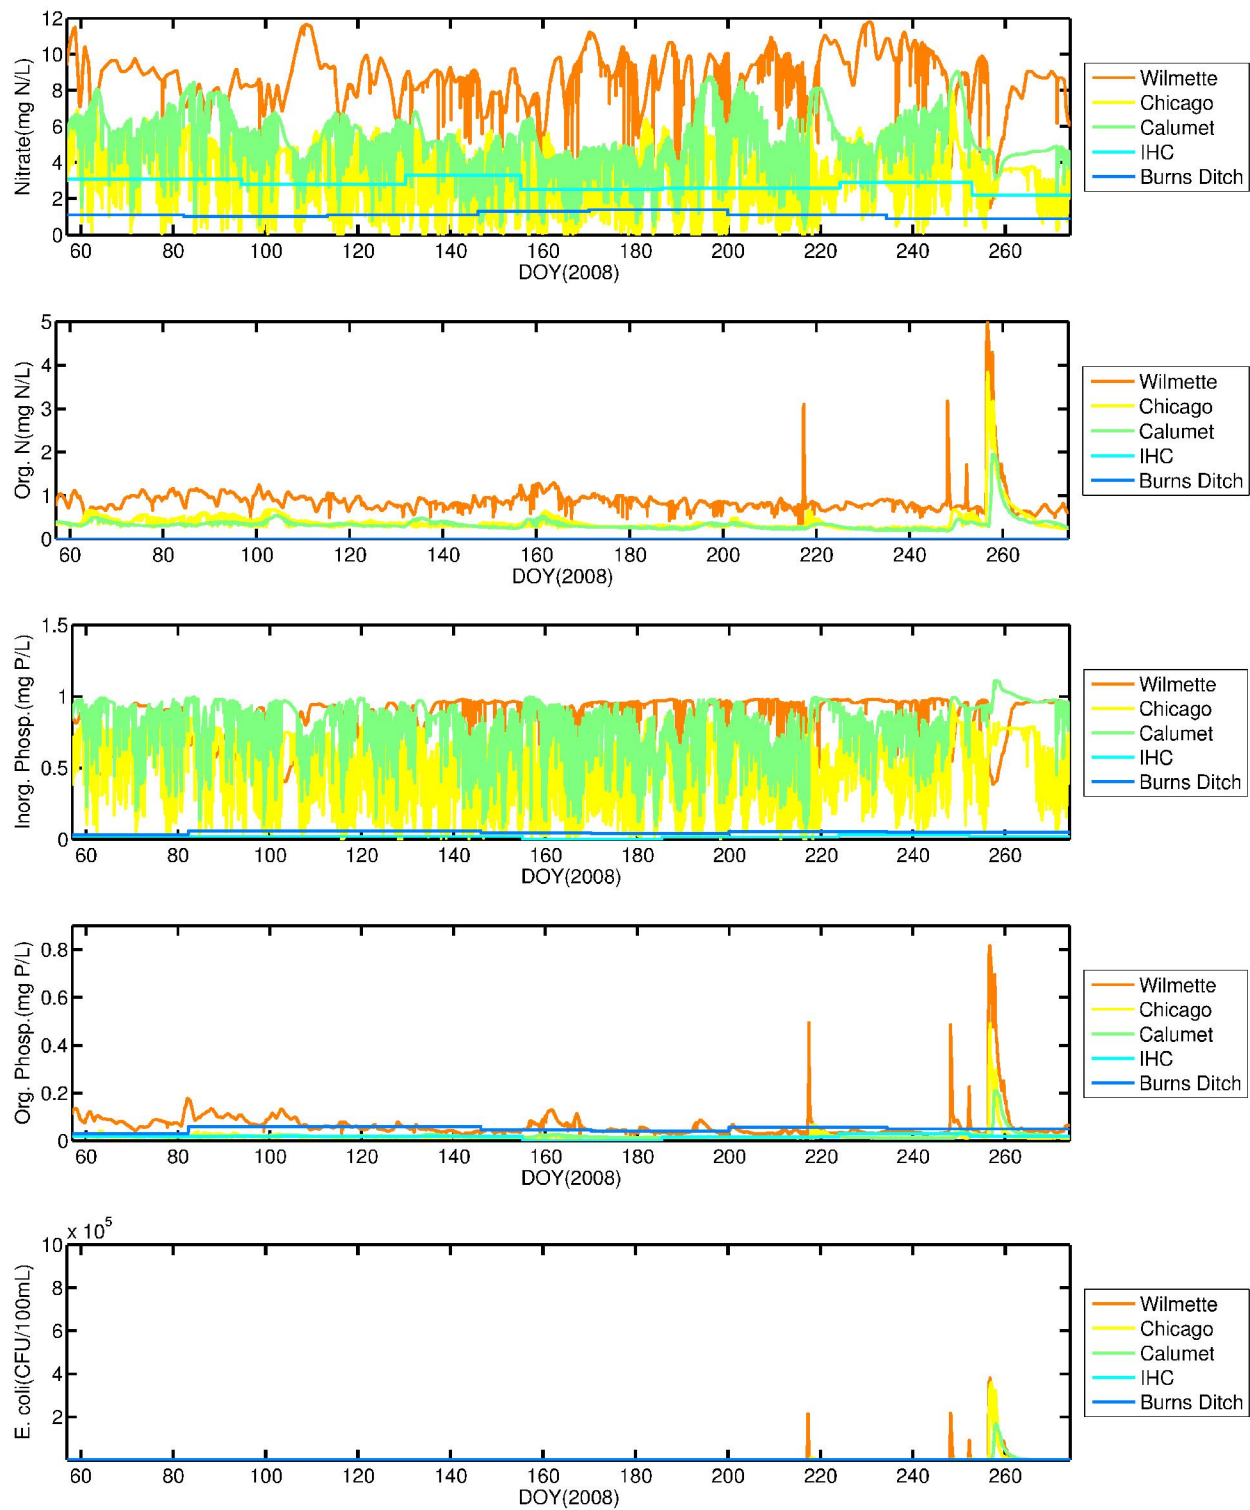 12
10
8
6
4
2
0
Nitrate(mg N/L)
60 80 100 120 140 160 180 200 220 240 260
DOY(2008)
Wilmette
Chicago
Calumet
IHC
Burns Ditch
5
4
3
2
1
0
Org. N(mg N/L)
60 80 100 120 140 160 180 200 220 240 260
DOY(2008)
Wilmette
Chicago
Calumet
IHC
Burns Ditch
1.5
1
0.5
0
Inorg. Phosp.(mg P/L)
60 80 100 120 140 160 180 200 220 240 260
DOY(2008)
Wilmette
Chicago
Calumet
IHC
Burns Ditch
0.8
0.6
0.4
0.2
0
Org. Phosp.(mg P/L)
60 80 100 120 140 160 180 200 220 240 260
DOY(2008)
Wilmette
Chicago
Calumet
IHC
Burns Ditch
x 10^5
10
8
6
4
2
E. coli(CFU/100mL)
60 80 100 120 140 160 180 200 220 240 260
DOY(2008)
Wilmette
Chicago
Calumet
IHC
Burns Ditch